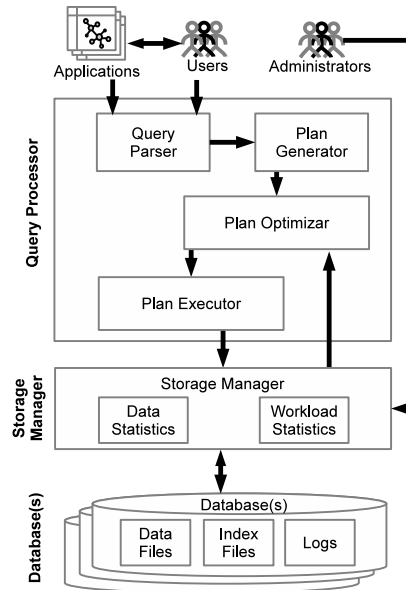 Applications
Users
Administrators
Query Processor
Query
Parser
Plan
Generator
Plan Optimizar
Plan Executor
Storage
Manager
Storage Manager
Data
Statistics
Workload
Statistics
Database(s)
Database(s)
Data
Files
Index
Files
Logs